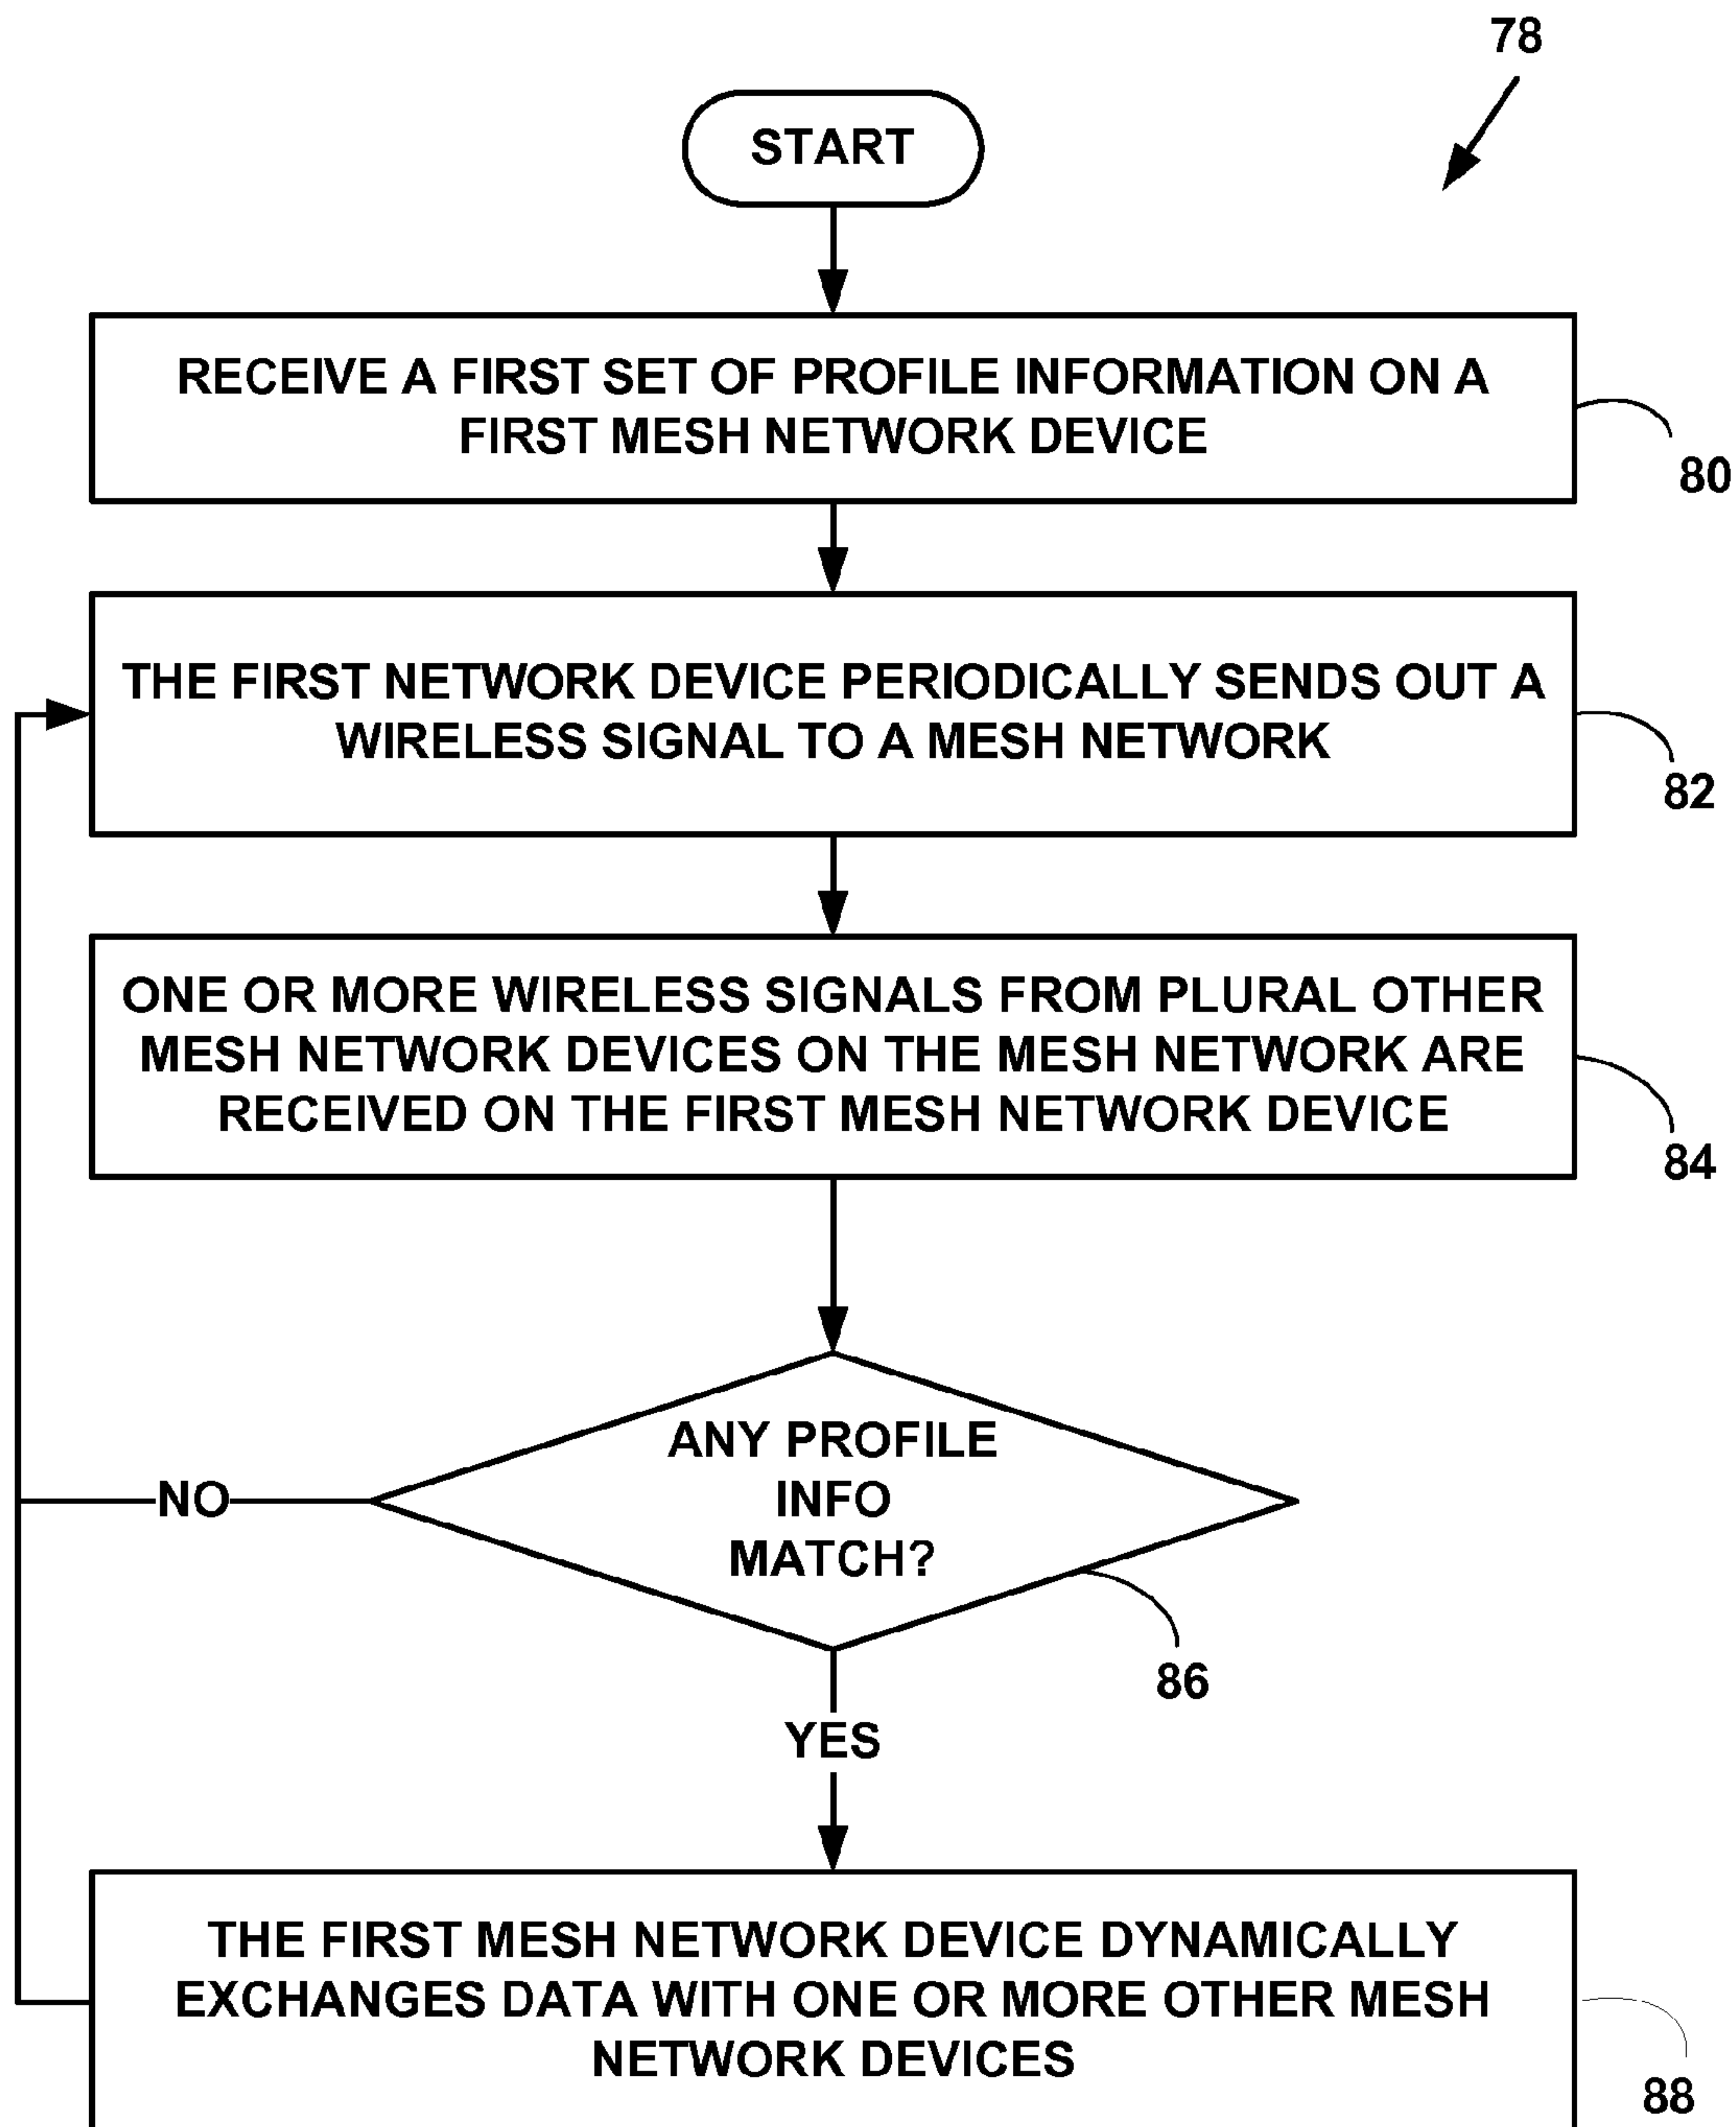 78
START
RECEIVE A FIRST SET OF PROFILE INFORMATION ON A
FIRST MESH NETWORK DEVICE
80
THE FIRST NETWORK DEVICE PERIODICALLY SENDS OUT A
WIRELESS SIGNAL TO A MESH NETWORK
82
ONE OR MORE WIRELESS SIGNALS FROM PLURAL OTHER
MESH NETWORK DEVICES ON THE MESH NETWORK ARE
RECEIVED ON THE FIRST MESH NETWORK DEVICE
84
ANY PROFILE
INFO
MATCH?
NO
86
YES
THE FIRST MESH NETWORK DEVICE DYNAMICALLY
EXCHANGES DATA WITH ONE OR MORE OTHER MESH
NETWORK DEVICES
88